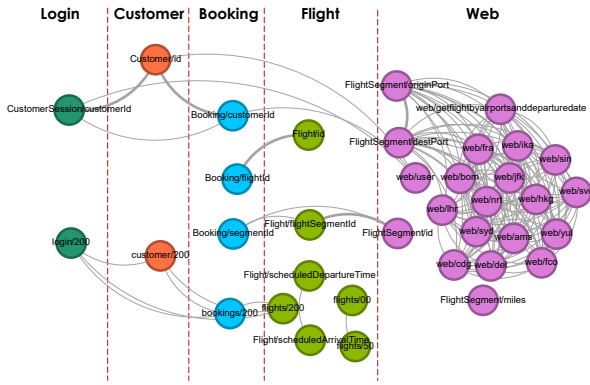 Login Customer Booking Flight Web
Customer/id
CustomerSession/customerId
Booking/customerId
FlightSegment/originPort
web/getflightbyairportsanddeparturedate
Flight/id
FlightSegment/destPort
web/fra
web/ika
web/sin
Booking/flightId
web/user
web/bom
web/jfk
web/svo
web/nrt
web/hkg
web/lhr
Booking/segmenId
Flight/flightSegmentId
FlightSegment/id
web/syd
web/ams
web/yul
login/200
customer/200
web/cdg
web/del
web/fco
Flight/scheduledDepartureTime
FlightSegment/miles
bookings/200
flights/200
flights/00
Flight/scheduledArrivalTime
flights/50